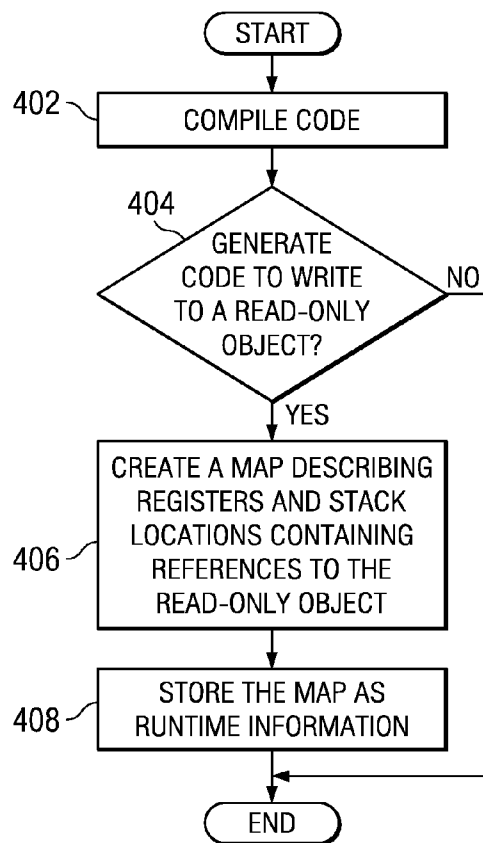 START
402
COMPILE CODE
404
GENERATE
CODE TO WRITE
TO A READ-ONLY
OBJECT?
NO
YES
CREATE A MAP DESCRIBING
REGISTERS AND STACK
LOCATIONS CONTAINING
REFERENCES TO THE
READ-ONLY OBJECT
406
STORE THE MAP AS
RUNTIME INFORMATION
408
END